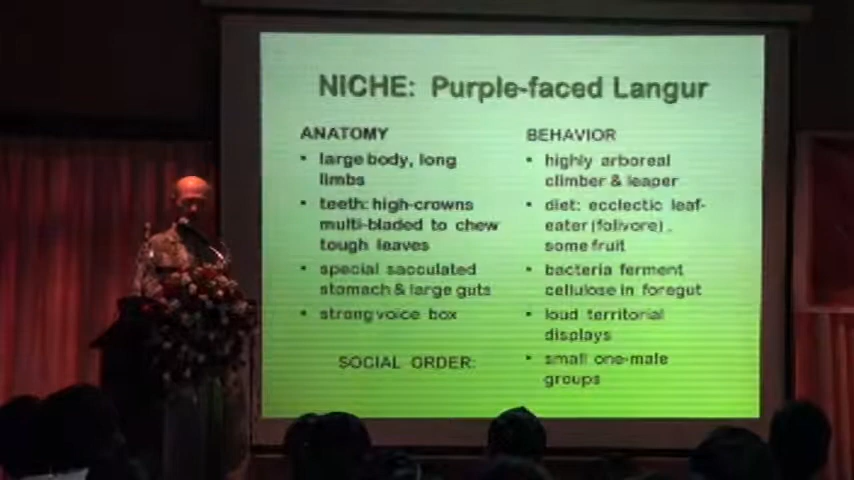 NICHE: Purple-faced Langur
ANATOMY
• large body, long
limbs
• teeth: high-crowns
multi-bladed to chew
tough leaves
• special sacculated
stomach & large guts
• strong voice box
SOCIAL ORDER:
BEHAVIOR
• highly arboreal
climber & leaper
• diet: ecclectic leaf-
eater (folivore) .
some fruit
• bacteria ferment
cellulose in foregut
• loud territorial
displays
• small one-male
groups